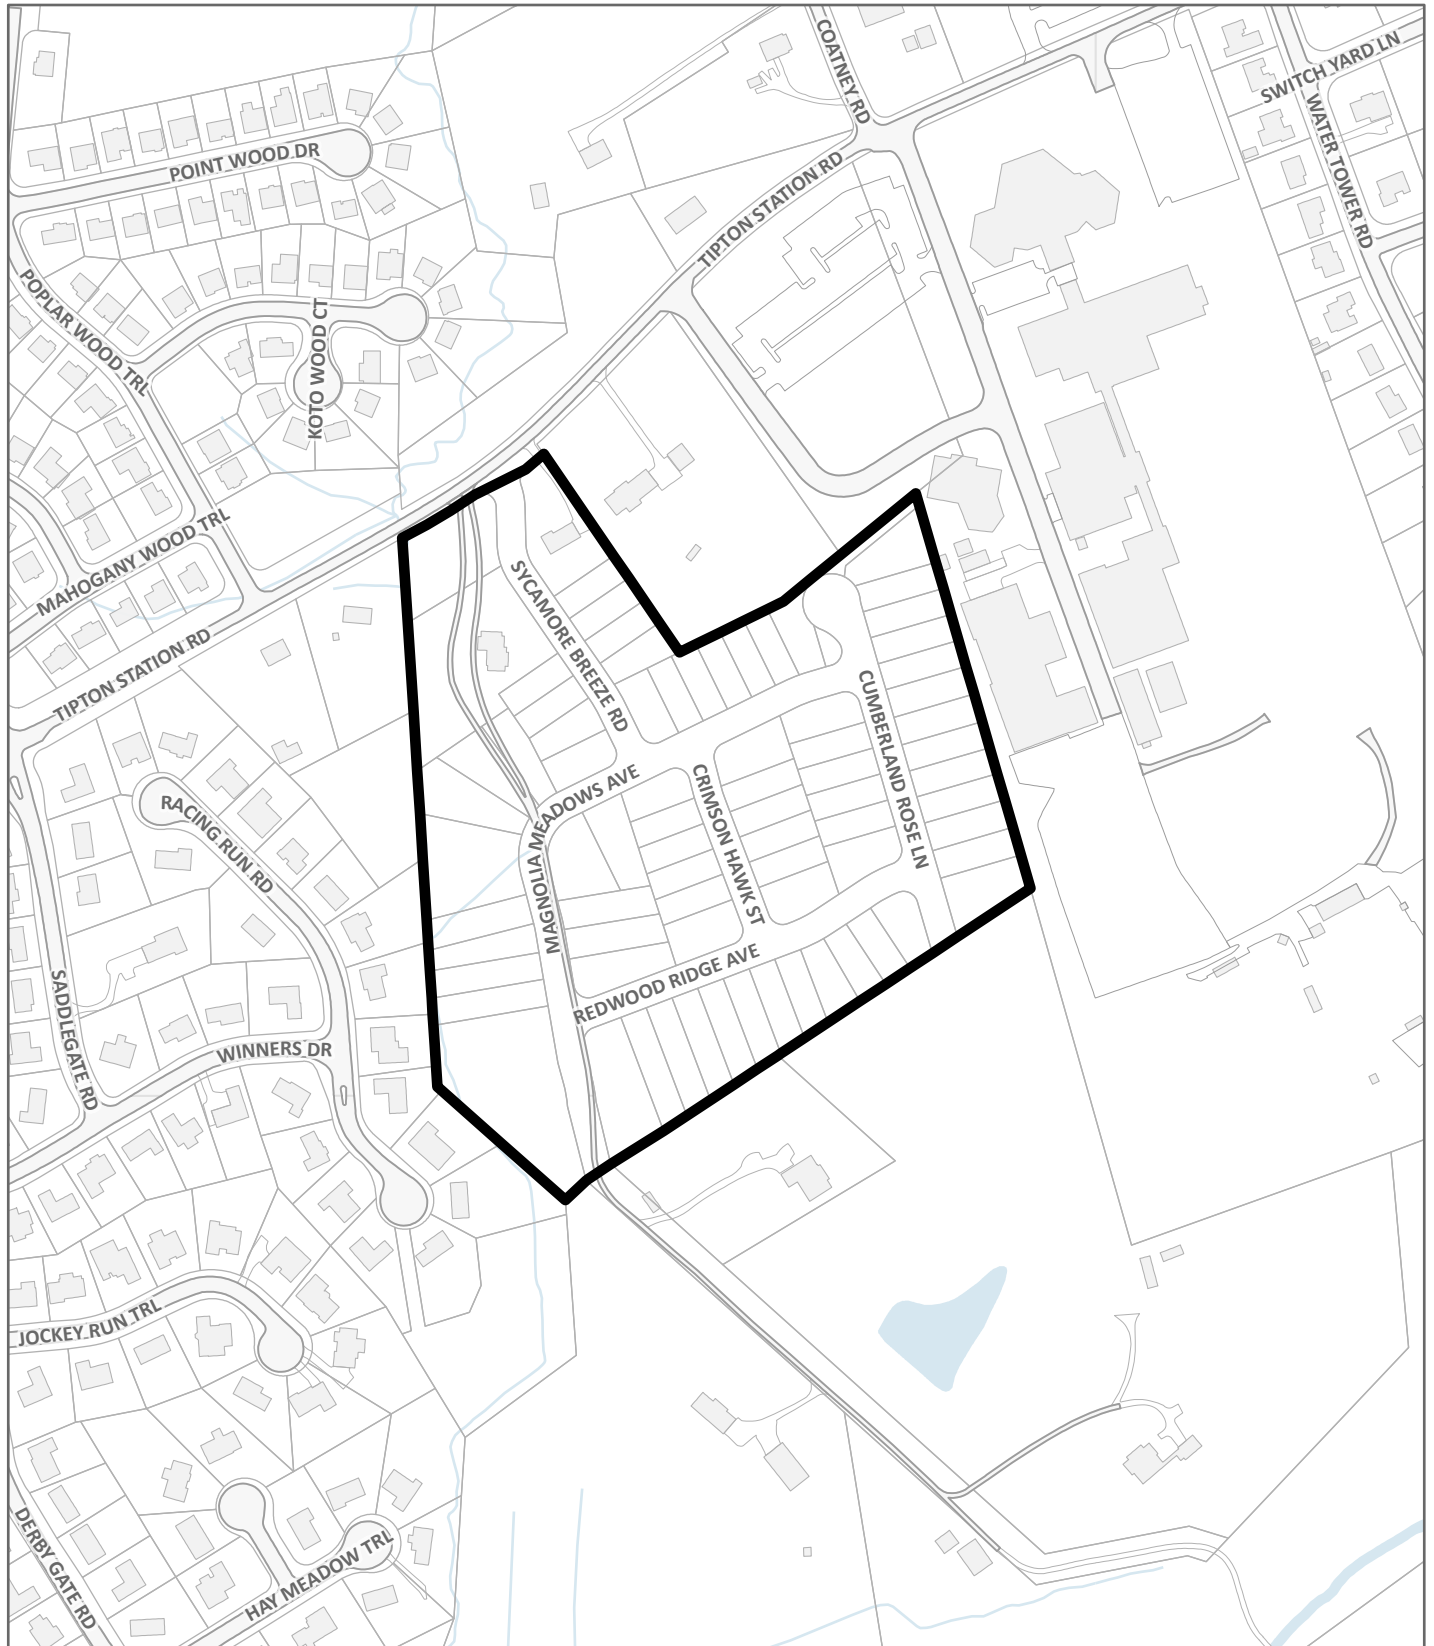 COATNEY RD
SWITCH YARD LN
WATER TOWER RD
POINT WOOD DR
TIPTON STATION RD
POPLAR WOOD TRL
KOTO WOOD CT
MAHOGANY WOOD TRL
TIPTON STATION RD
SYCAMORE BREEZE RD
CUMBERLAND ROSE LN
MAGNOLIA MEADOWS AVE
CRIMSON HAWK ST
RACING RUN RD
REDWOOD RIDGE AVE
SADDLEGATE RD
WINNERS DR
JOCKEY RUN TRL
DERBY GATE RD
HAY MEADOW TRL